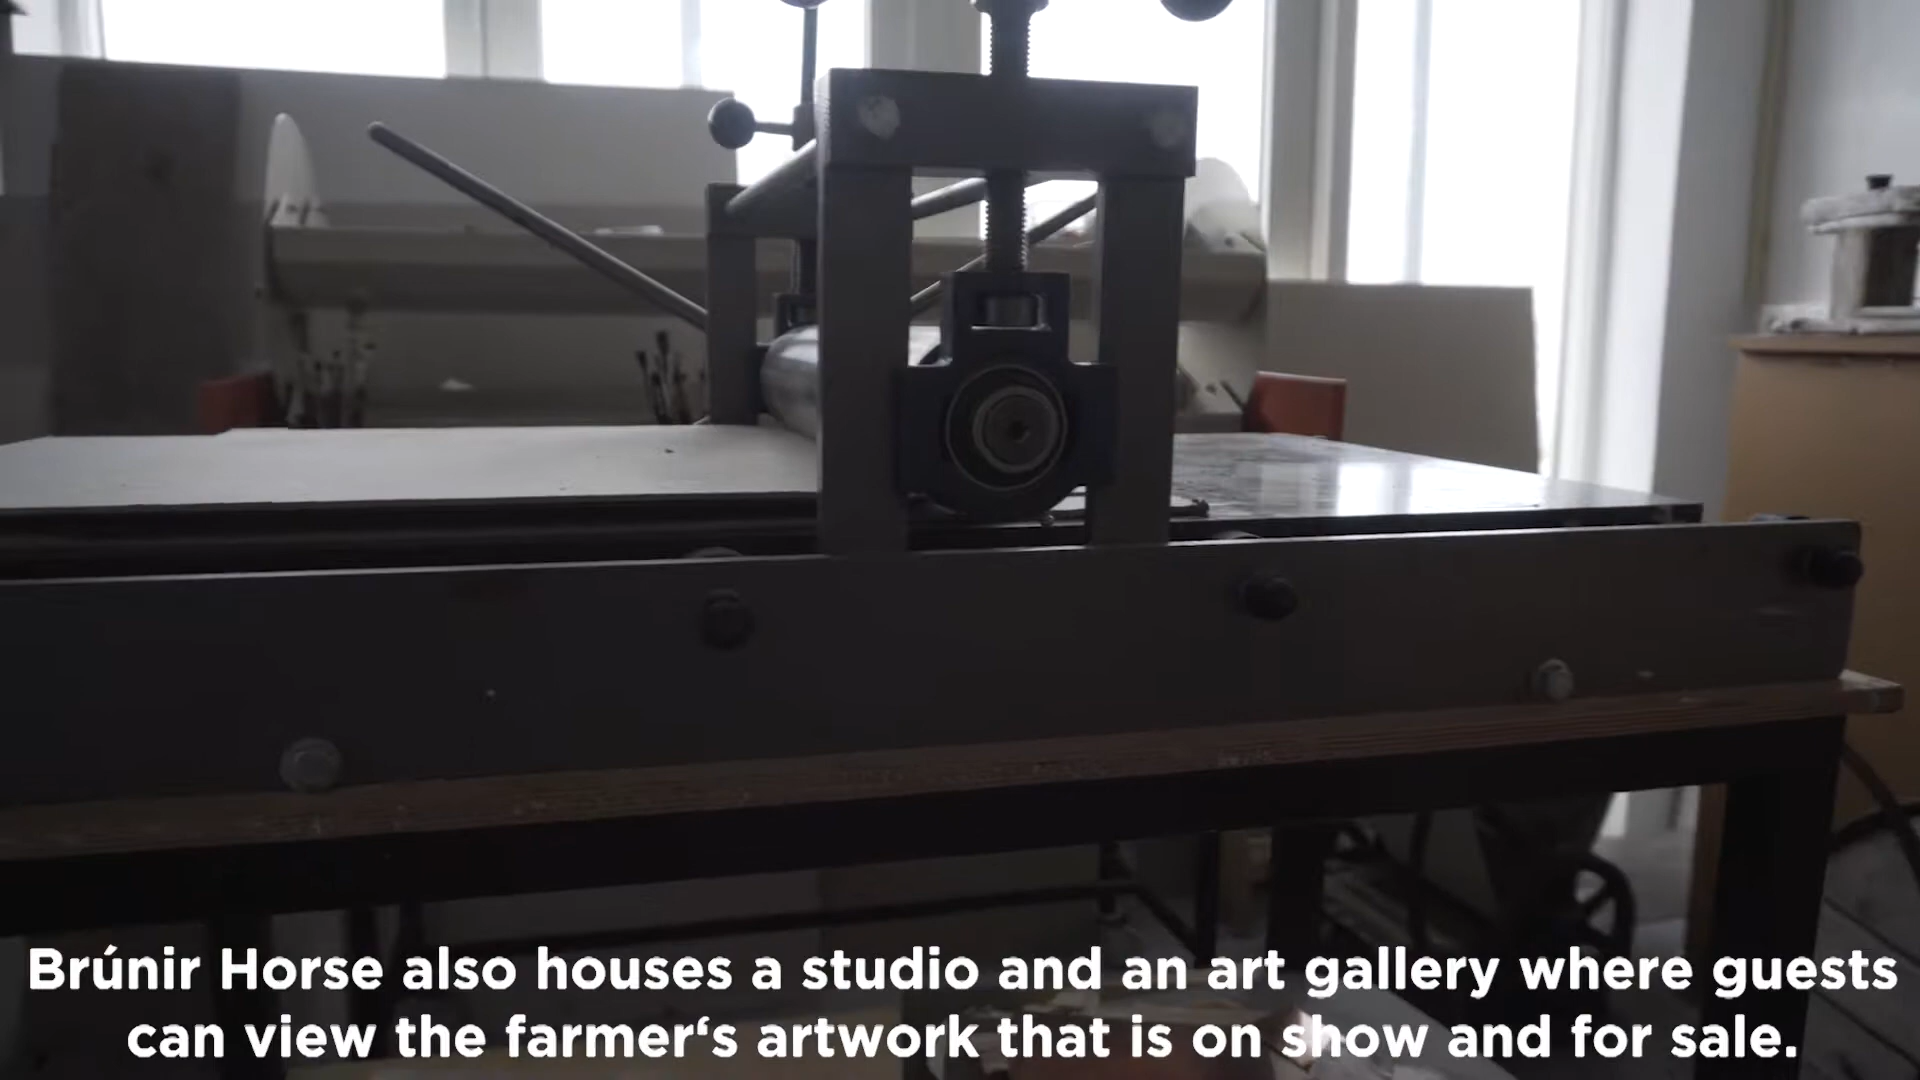 Brúnir Horse also houses a studio and an art gallery where guests
can view the farmer‘s artwork that is on show and for sale.